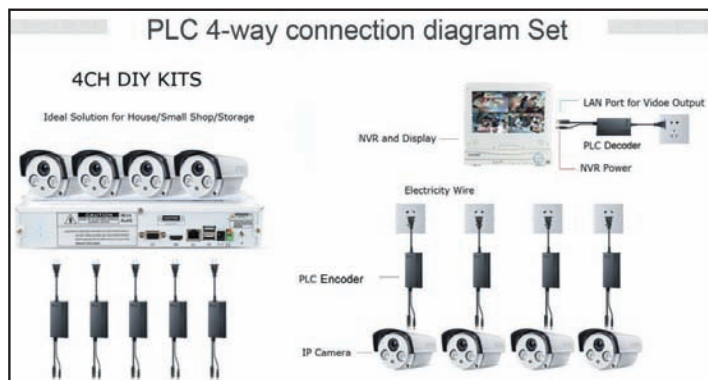 PLC 4-way connection diagram Set
4CH DIY KITS
Ideal Solution for House/Small Shop/Storage
CAUTION
LAN Port for Vidoe Output
NVR and Display
PLC Decoder
NVR Power
Electricity Wire
PLC Encoder
IP Camera